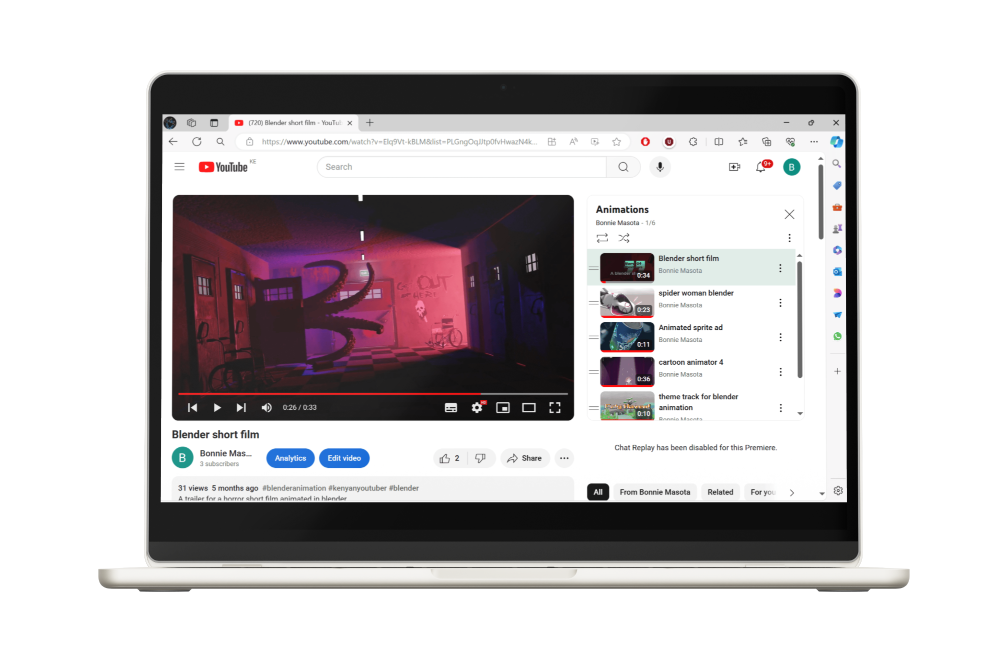 (720) Blender short film - YouTub
https://www.youtube.com/watch?v=
YouTube KE
Search
9+
B
OUT
0:26 / 0:33
HD
Blender short film
B
Bonnie Mas...
3 subscribers
Analytics
Edit video
2
Share
31 views 5 months ago #blenderanimation #kenyanyoutuber #blender
A trailer for a horror short film animated in blender
Animations
Bonnie Masota - 1/6
0:34
Blender short film
Bonnie Masota
0:23
spider woman blender
Bonnie Masota
0:11
Animated sprite ad
Bonnie Masota
0:36
cartoon animator 4
Bonnie Masota
0:10
theme track for blender
animation
Bonnie Masota
Chat Replay has been disabled for this Premiere.
All
From Bonnie Masota
Related
For you